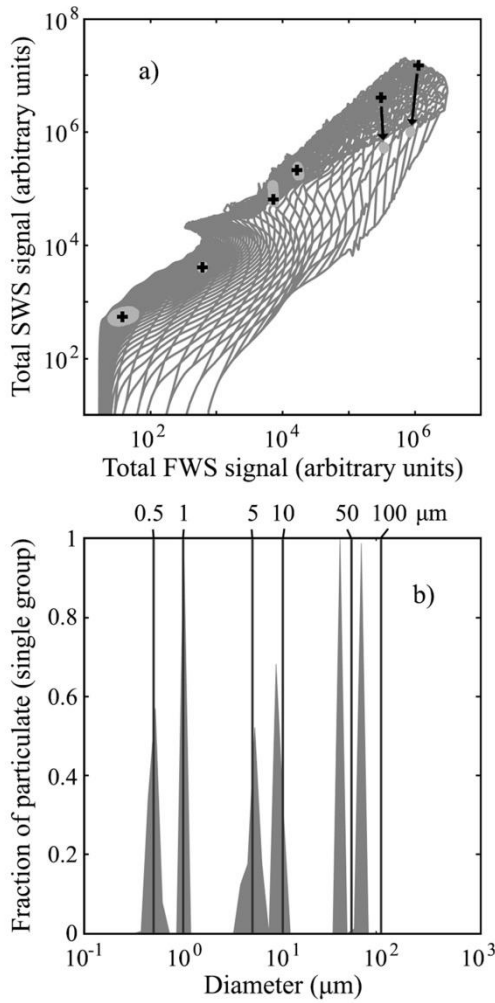 a)
10^8
10^6
10^4
10^2
Total SWS signal (arbitrary units)
10^2 10^4 10^6
Total FWS signal (arbitrary units)
0.5 1 5 10 50 100 μm
b)
1
0.8
0.6
0.4
0.2
0
Fraction of particulate (single group)
10^-1 10^0 10^1 10^2 10^3
Diameter (μm)